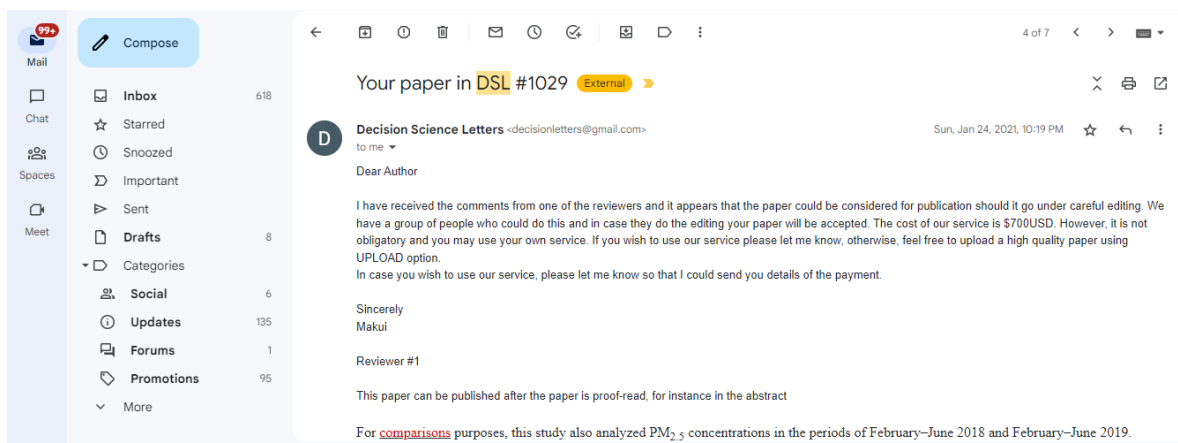 99+
Mail
Chat
Spaces
Meet
Compose
Inbox 618
Starred
Snoozed
Important
Sent
Drafts 8
Categories
Social 6
Updates 135
Forums 1
Promotions 95
More
4 of 7
Your paper in DSL #1029 External
D
Decision Science Letters <decisionletters@gmail.com> Sun, Jan 24, 2021, 10:19 PM
to me
Dear Author
I have received the comments from one of the reviewers and it appears that the paper could be considered for publication should it go under careful editing. We
have a group of people who could do this and in case they do the editing your paper will be accepted. The cost of our service is $700USD. However, it is not
obligatory and you may use your own service. If you wish to use our service please let me know, otherwise, feel free to upload a high quality paper using
UPLOAD option.
In case you wish to use our service, please let me know so that I could send you details of the payment.
Sincerely
Makui
Reviewer #1
This paper can be published after the paper is proof-read, for instance in the abstract
For comparisons purposes, this study also analyzed PM2.5 concentrations in the periods of February–June 2018 and February–June 2019.